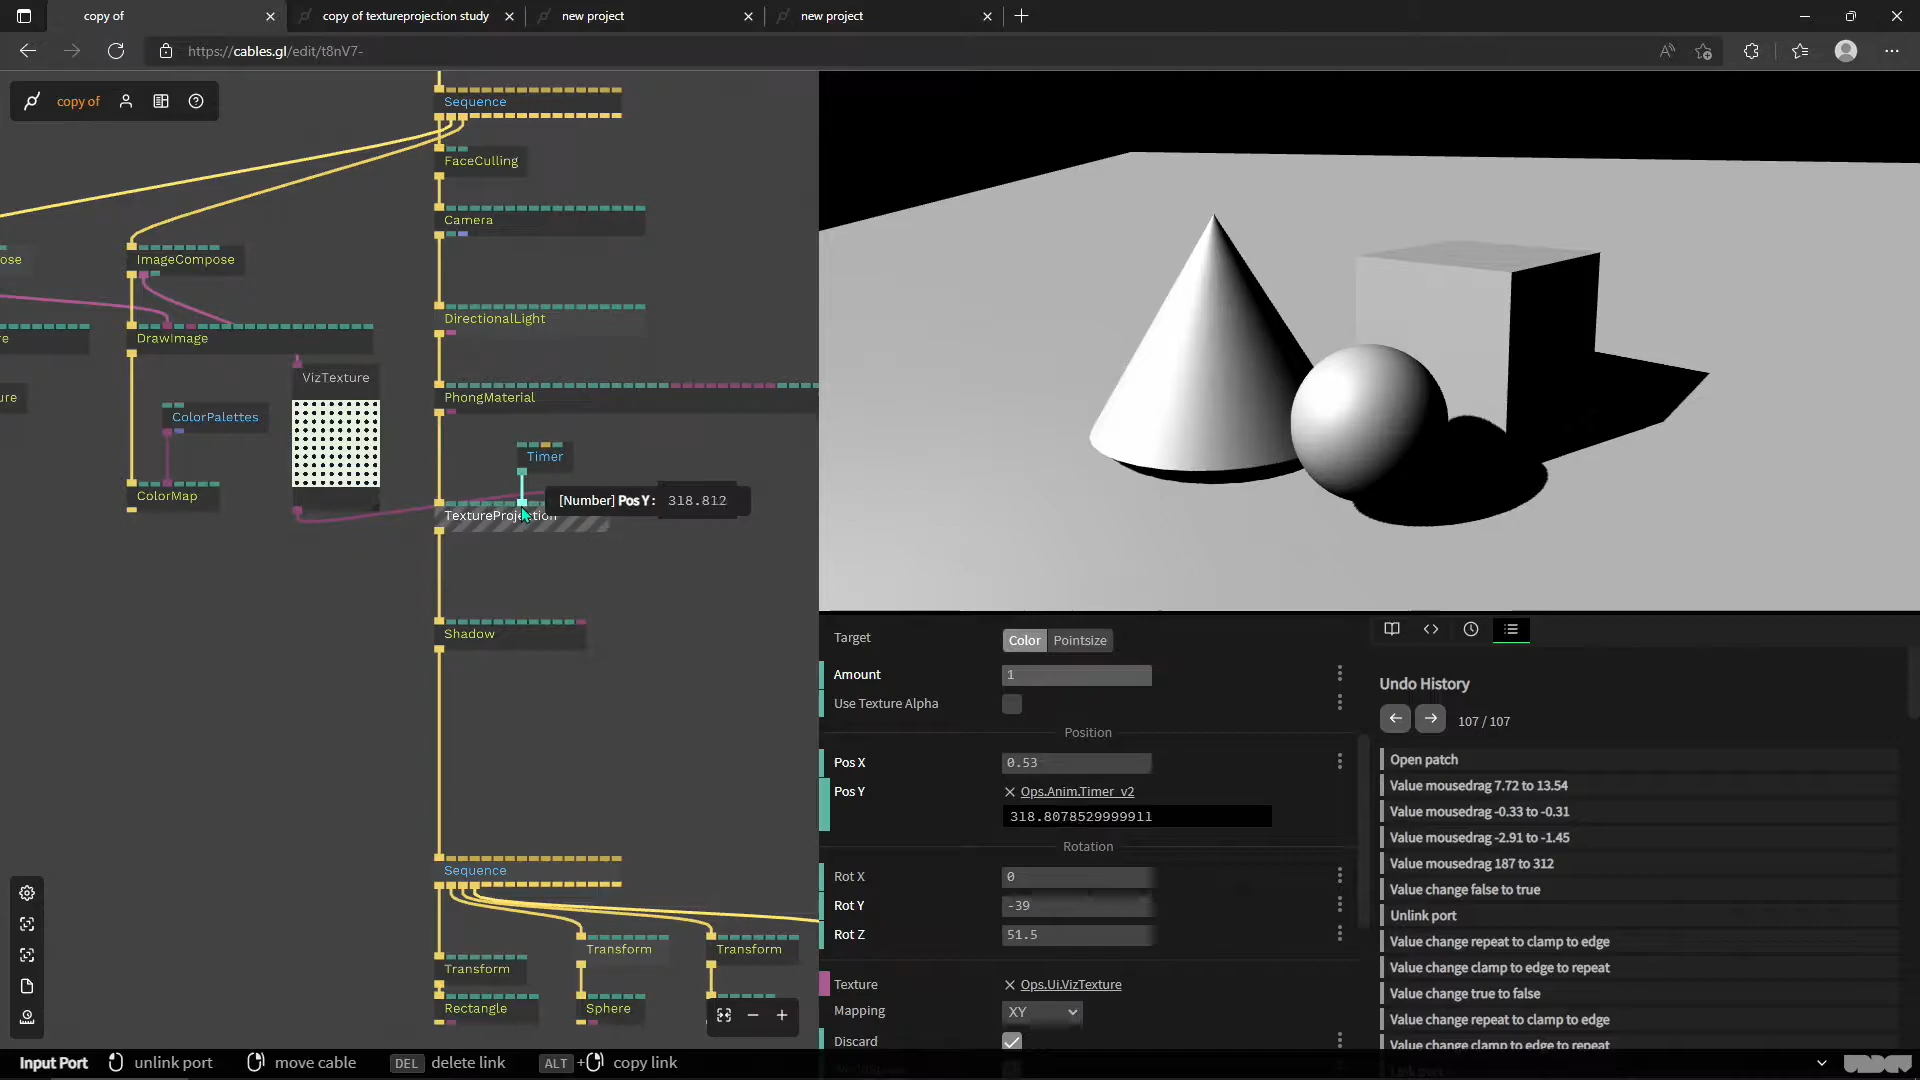 copy of
copy of textureprojection study
new project
new project
https://cables.gl/edit/t8nV7-
copy of
Sequence
FaceCulling
Camera
ose
ImageCompose
DirectionalLight
re
DrawImage
VizTexture
PhongMaterial
ure
ColorPalettes
Timer
ColorMap
[Number] Pos Y: 318.812
TextureProjection
Shadow
Sequence
Transform
Transform
Transform
Rectangle
Sphere
Target
Color
Pointsize
Amount
1
Use Texture Alpha
Position
Pos X
0.53
Pos Y
Ops.Anim.Timer_v2
318.8078529999911
Rotation
Rot X
0
Rot Y
-39
Rot Z
51.5
Texture
Ops.Ui.VizTexture
Mapping
XY
Discard
Undo History
107 / 107
Open patch
Value mousedrag 7.72 to 13.54
Value mousedrag -0.33 to -0.31
Value mousedrag -2.91 to -1.45
Value mousedrag 187 to 312
Value change false to true
Unlink port
Value change repeat to clamp to edge
Value change clamp to edge to repeat
Value change true to false
Value change repeat to clamp to edge
Value change clamp to edge to repeat
Input Port
unlink port
move cable
DEL delete link
ALT + copy link
UNDEV